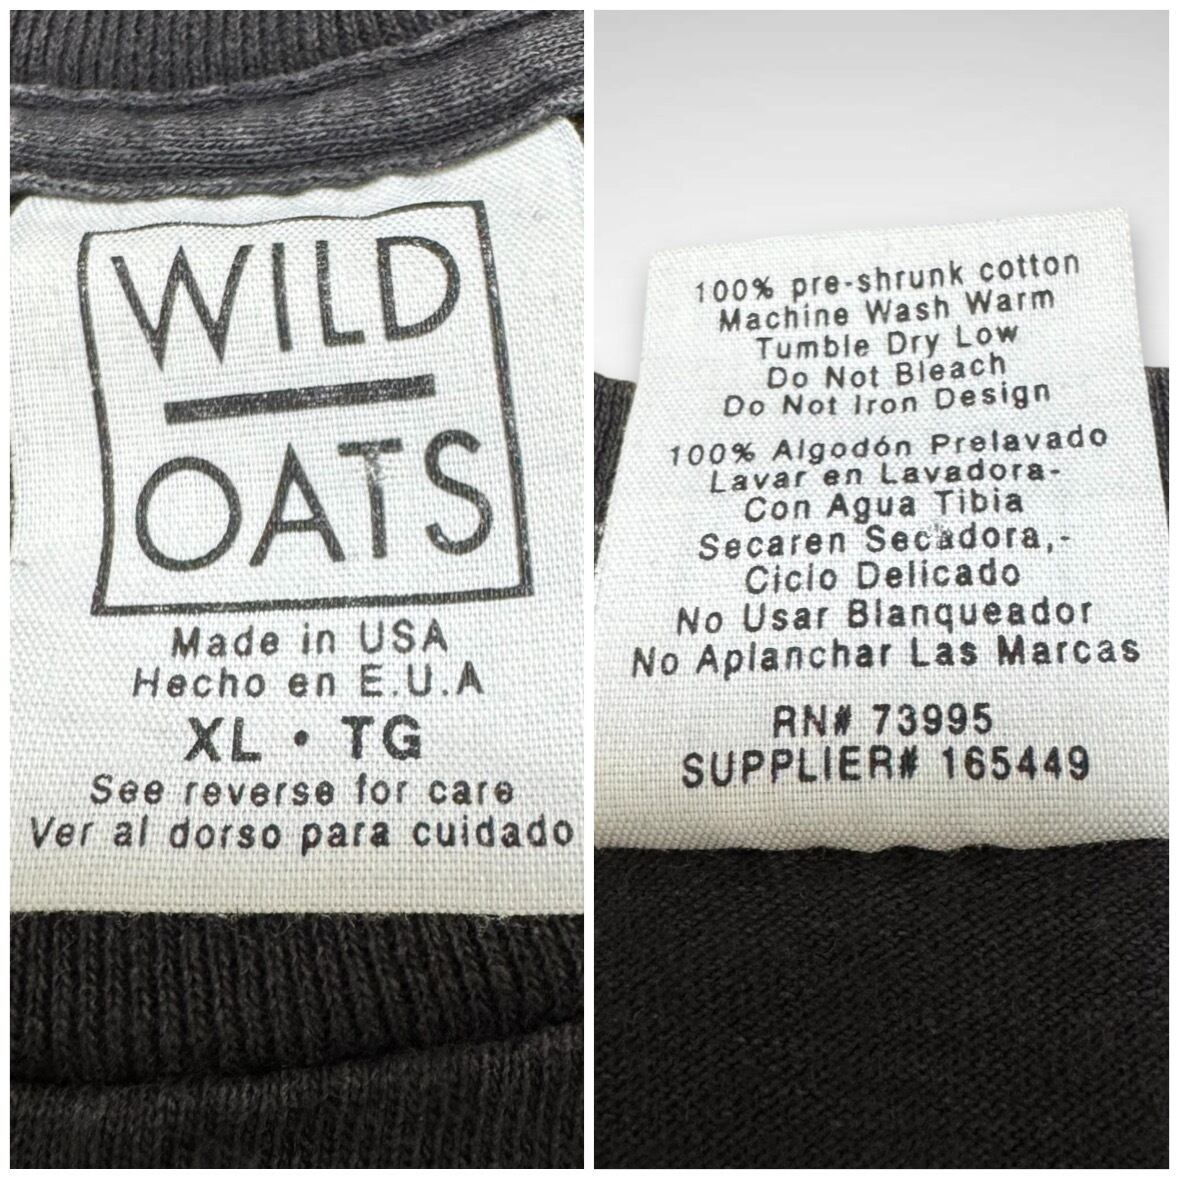 WILD
OATS
Made in USA
Hecho en E.U.A
XL • TG
See reverse for care
Ver al dorso para cuidado
100% pre-shrunk cotton
Machine Wash Warm
Tumble Dry Low
Do Not Bleach
Do Not Iron Design
100% Algodón Prelavado
Lavar en Lavadora-
Con Agua Tibia
Secaren Secadora,-
Ciclo Delicado
No Usar Blanqueador
No Aplanchar Las Marcas
RN# 73995
SUPPLIER# 165449